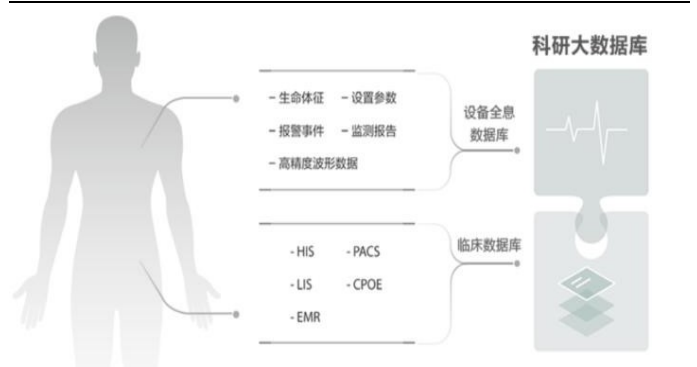 科研大数据库
- 生命体征 - 设置参数
- 报警事件 - 监测报告
- 高精度波形数据
设备全息
数据库
- HIS - PACS
- LIS - CPOE
- EMR
临床数据库